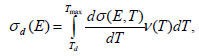 σ_d(E) = ∫_{T_d}^{T_max} dσ(E,T)/dT ν(T)dT,